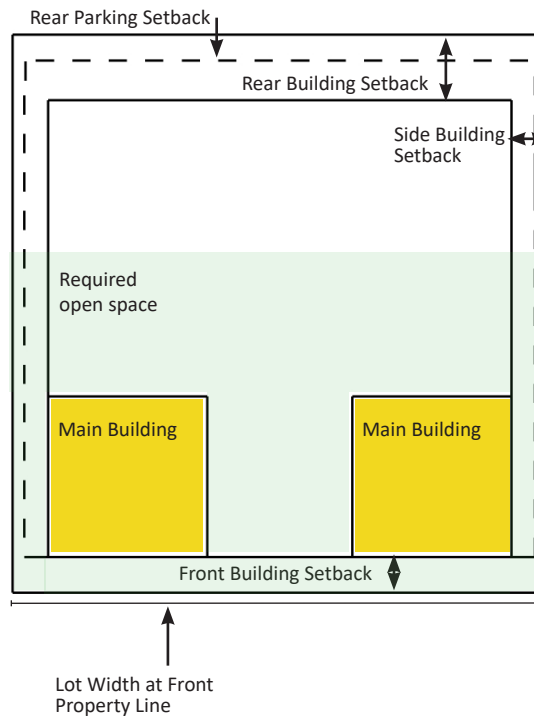 Rear Parking Setback
Rear Building Setback
Side Building
Setback
Required
open space
Main Building
Main Building
Front Building Setback
Lot Width at Front
Property Line